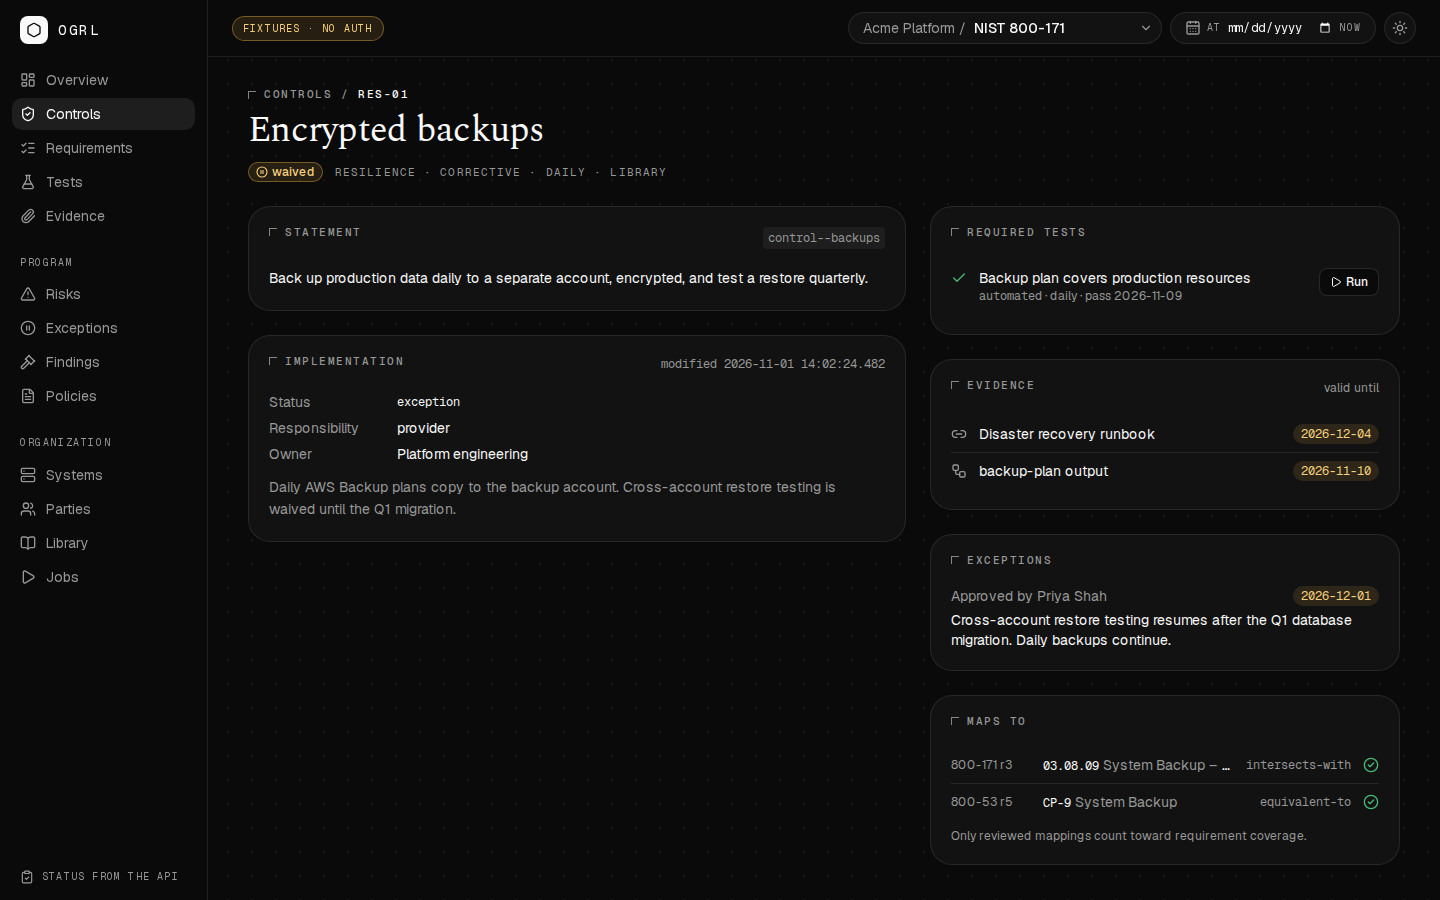 OGRL
Overview
Controls
Requirements
Tests
Evidence
PROGRAM
Risks
Exceptions
Findings
Policies
ORGANIZATION
Systems
Parties
Library
Jobs
STATUS FROM THE API
FIXTURES · NO AUTH
Acme Platform / NIST 800-171
AT mm/dd/yyyy NOW
CONTROLS / RES-01
Encrypted backups
waived RESILIENCE · CORRECTIVE · DAILY · LIBRARY
STATEMENT control--backups
Back up production data daily to a separate account, encrypted, and test a restore quarterly.
IMPLEMENTATION modified 2026-11-01 14:02:24.482
Status exception
Responsibility provider
Owner Platform engineering
Daily AWS Backup plans copy to the backup account. Cross-account restore testing is
waived until the Q1 migration.
REQUIRED TESTS
Backup plan covers production resources Run
automated · daily · pass 2026-11-09
EVIDENCE valid until
Disaster recovery runbook 2026-12-04
backup-plan output 2026-11-10
EXCEPTIONS
Approved by Priya Shah 2026-12-01
Cross-account restore testing resumes after the Q1 database
migration. Daily backups continue.
MAPS TO
800-171 r3 03.08.09 System Backup – … intersects-with
800-53 r5 CP-9 System Backup equivalent-to
Only reviewed mappings count toward requirement coverage.